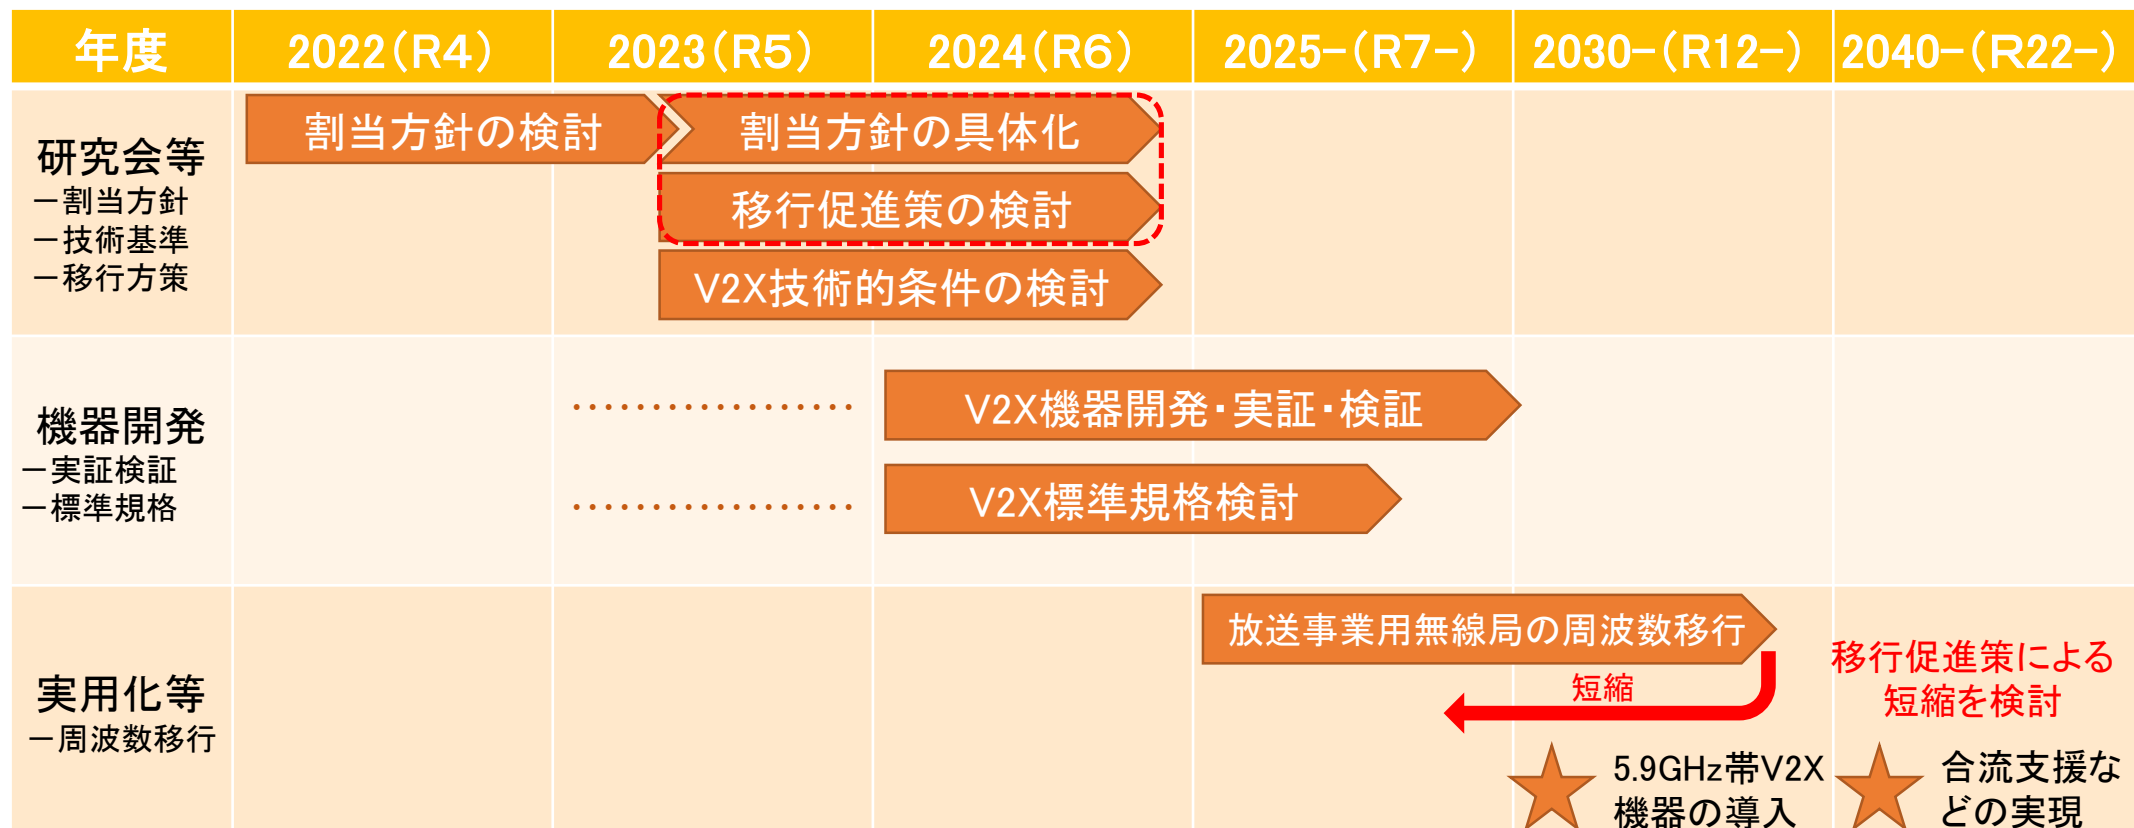 年度
2022(R4)
2023(R5)
2024(R6)
2025-(R7-)
2030-(R12-)
2040-(R22-)
研究会等
－割当方針
－技術基準
－移行方策
割当方針の検討
割当方針の具体化
移行促進策の検討
V2X技術的条件の検討
機器開発
－実証検証
－標準規格
V2X機器開発・実証・検証
V2X標準規格検討
実用化等
－周波数移行
放送事業用無線局の周波数移行
短縮
移行促進策による
短縮を検討
5.9GHz帯V2X
機器の導入
合流支援な
どの実現